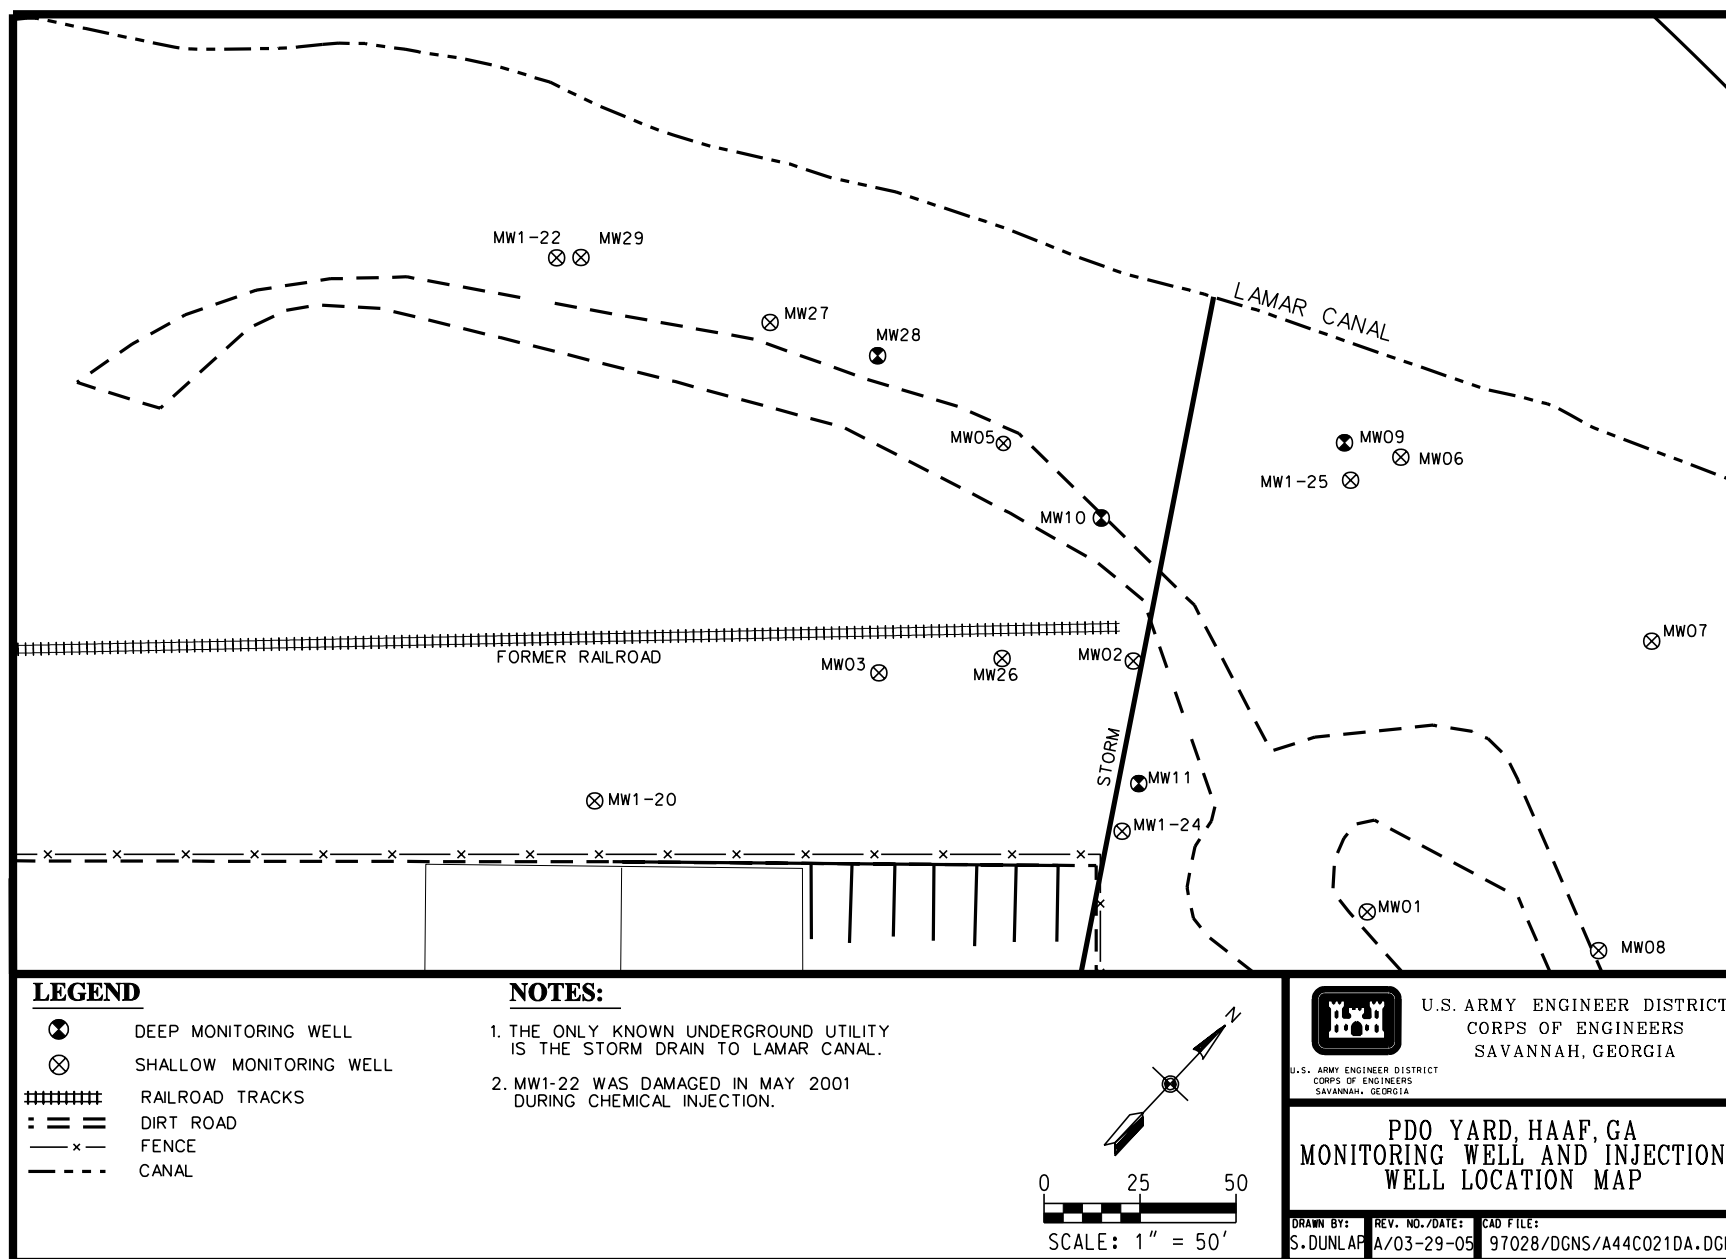 MW1-22
MW29
LAMAR CANAL
MW27
MW28
MW05
MW09
MW06
MW1-25
MW10
MW07
FORMER RAILROAD
MW03
MW26
MW02
STORM
MW11
MW1-20
MW1-24
MW01
MW08
LEGEND
DEEP MONITORING WELL
SHALLOW MONITORING WELL
RAILROAD TRACKS
DIRT ROAD
FENCE
CANAL
NOTES:
1. THE ONLY KNOWN UNDERGROUND UTILITY
IS THE STORM DRAIN TO LAMAR CANAL.
2. MW1-22 WAS DAMAGED IN MAY 2001
DURING CHEMICAL INJECTION.
N
0 25 50
SCALE: 1" = 50'
U.S. ARMY ENGINEER DISTRICT
CORPS OF ENGINEERS
SAVANNAH. GEORGIA
U.S. ARMY ENGINEER DISTRICT
CORPS OF ENGINEERS
SAVANNAH, GEORGIA
PDO YARD, HAAF, GA
MONITORING WELL AND INJECTION
WELL LOCATION MAP
DRAWN BY:
S.DUNLAP
REV. NO./DATE:
A/03-29-05
CAD FILE:
97028/DGNS/A44C021DA.DG